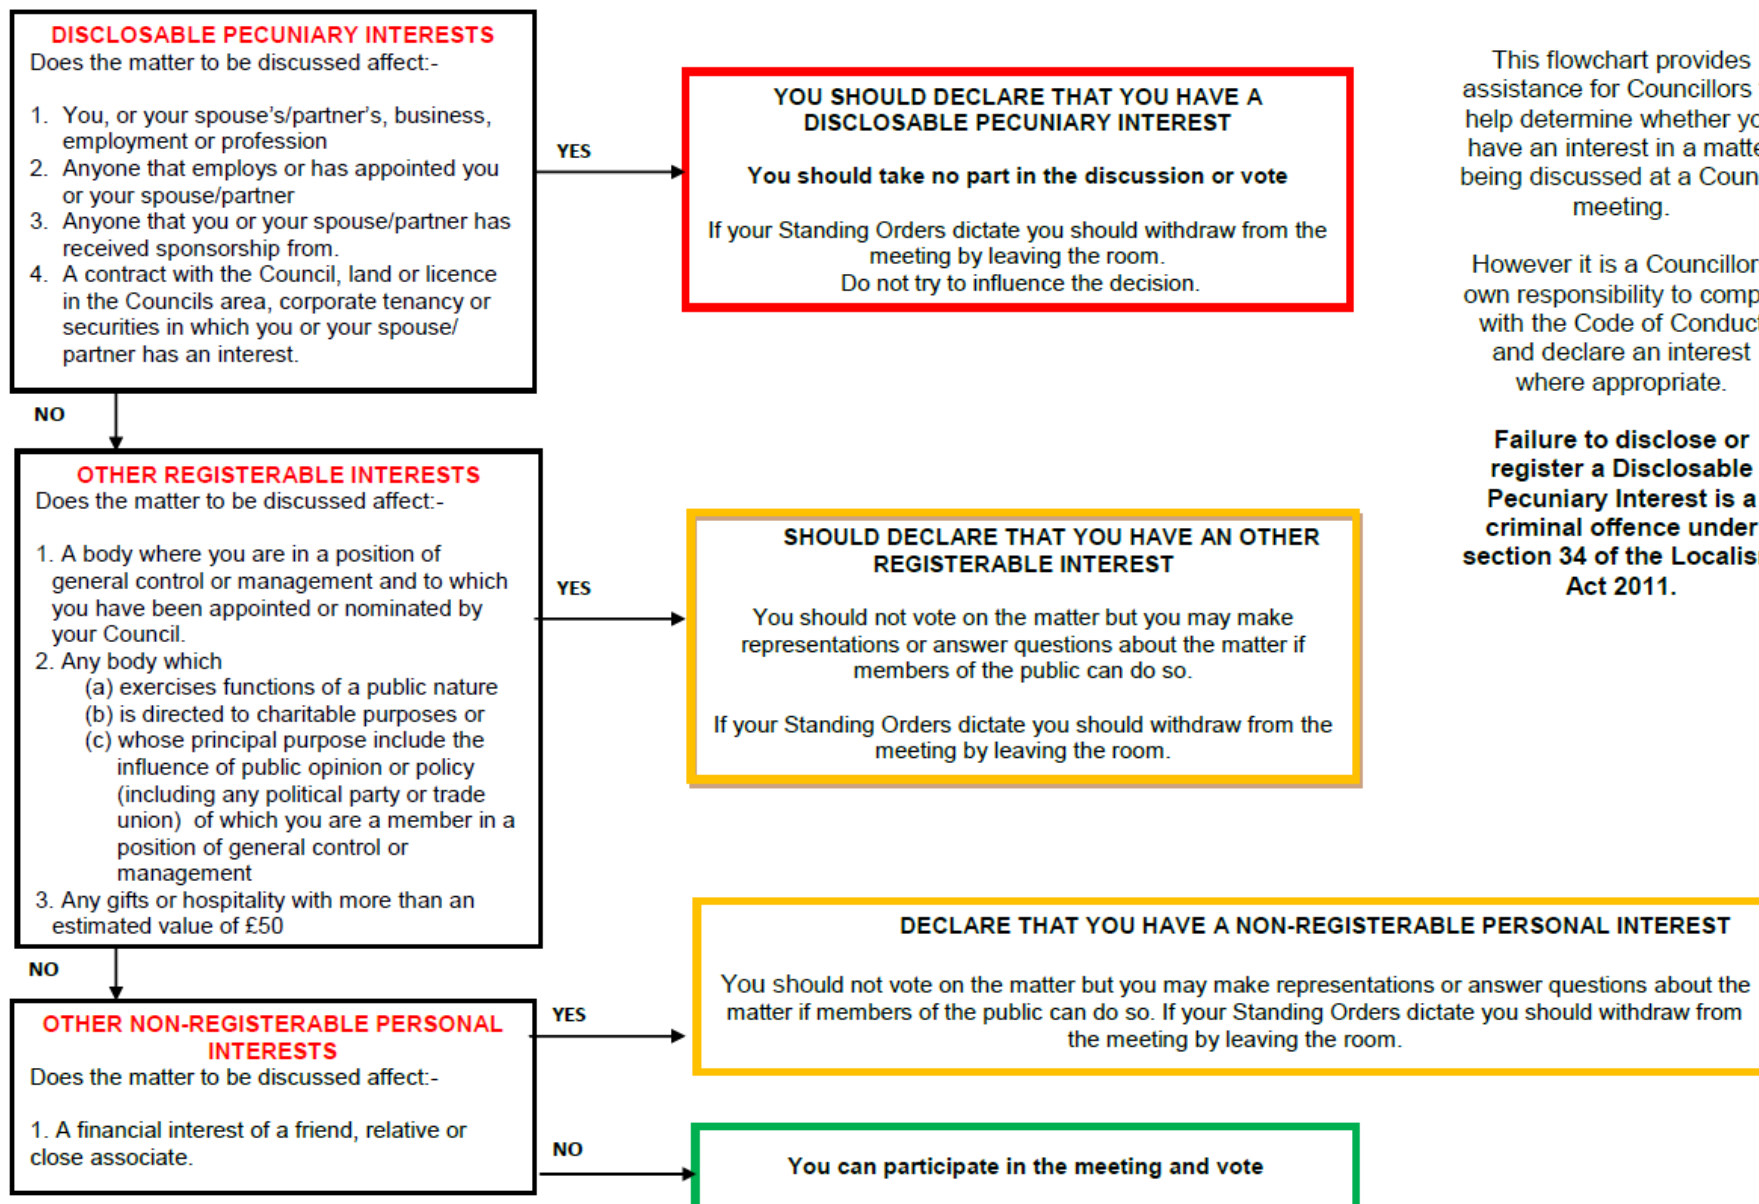 DISCLOSABLE PECUNIARY INTERESTS
Does the matter to be discussed affect:-
1. You, or your spouse's/partner's, business,
employment or profession
2. Anyone that employs or has appointed you
or your spouse/partner
3. Anyone that you or your spouse/partner has
received sponsorship from.
4. A contract with the Council, land or licence
in the Councils area, corporate tenancy or
securities in which you or your spouse/
partner has an interest.
YES
YOU SHOULD DECLARE THAT YOU HAVE A
DISCLOSABLE PECUNIARY INTEREST
You should take no part in the discussion or vote
If your Standing Orders dictate you should withdraw from the
meeting by leaving the room.
Do not try to influence the decision.
This flowchart provides
assistance for Councillors
help determine whether
have an interest in a
being discussed at a
meeting.
However it is a
own responsibility to
with the Code of
and declare an interest
where appropriate.
Failure to disclose or
register a Disclosable
Pecuniary Interest is a
criminal offence under
section 34 of the
Act 2011.
NO
OTHER REGISTERABLE INTERESTS
Does the matter to be discussed affect:-
1. A body where you are in a position of
general control or management and to which
you have been appointed or nominated by
your Council.
2. Any body which
(a) exercises functions of a public nature
(b) is directed to charitable purposes or
(c) whose principal purpose include the
influence of public opinion or policy
(including any political party or trade
union) of which you are a member in a
position of general control or
management
3. Any gifts or hospitality with more than an
estimated value of £50
YES
SHOULD DECLARE THAT YOU HAVE AN OTHER
REGISTERABLE INTEREST
You should not vote on the matter but you may make
representations or answer questions about the matter if
members of the public can do so.
If your Standing Orders dictate you should withdraw from the
meeting by leaving the room.
NO
OTHER NON-REGISTERABLE PERSONAL
INTERESTS
Does the matter to be discussed affect:-
1. A financial interest of a friend, relative or
close associate.
YES
DECLARE THAT YOU HAVE A NON-REGISTERABLE PERSONAL INTEREST
You should not vote on the matter but you may make representations or answer questions about the
matter if members of the public can do so. If your Standing Orders dictate you should withdraw from
the meeting by leaving the room.
NO
You can participate in the meeting and vote